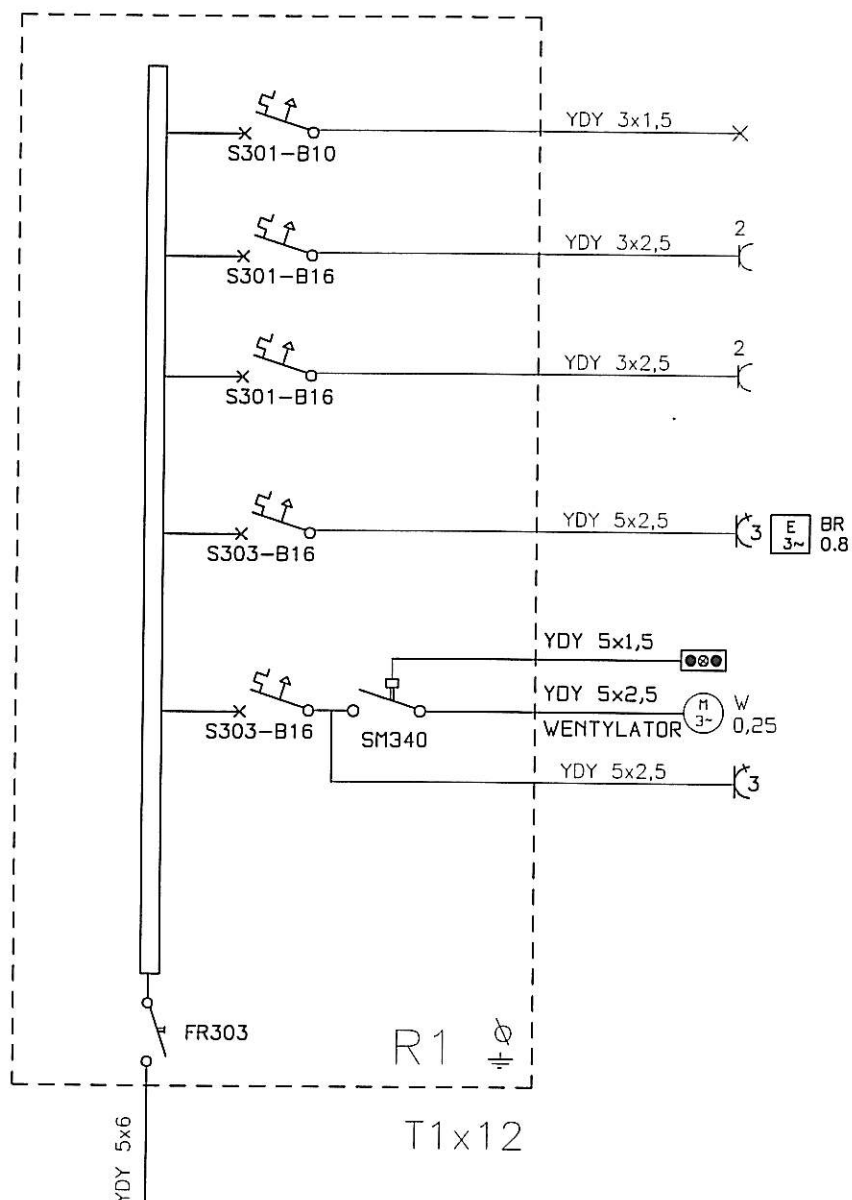 YDY 3x1,5
S301-B10
2
YDY 3x2,5
S301-B16
2
YDY 3x2,5
S301-B16
YDY 5x2,5
3
E
3~
BR
0.8
S303-B16
YDY 5x1,5
YDY 5x2,5
M
3~
W
0,25
S303-B16
SM340
WENTYLATOR
YDY 5x2,5
3
FR303
R1
T1x12
YDY 5x6